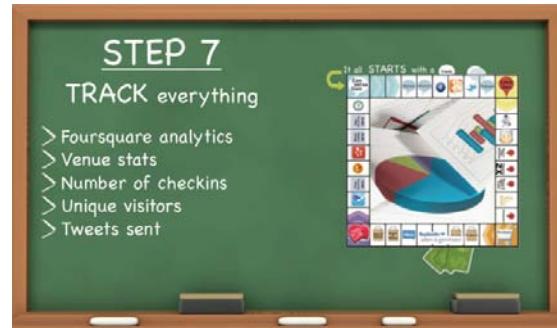 STEP 7
TRACK everything
Foursquare analytics
Venue stats
Number of checkins
Unique visitors
Tweets sent
It all STARTS with a